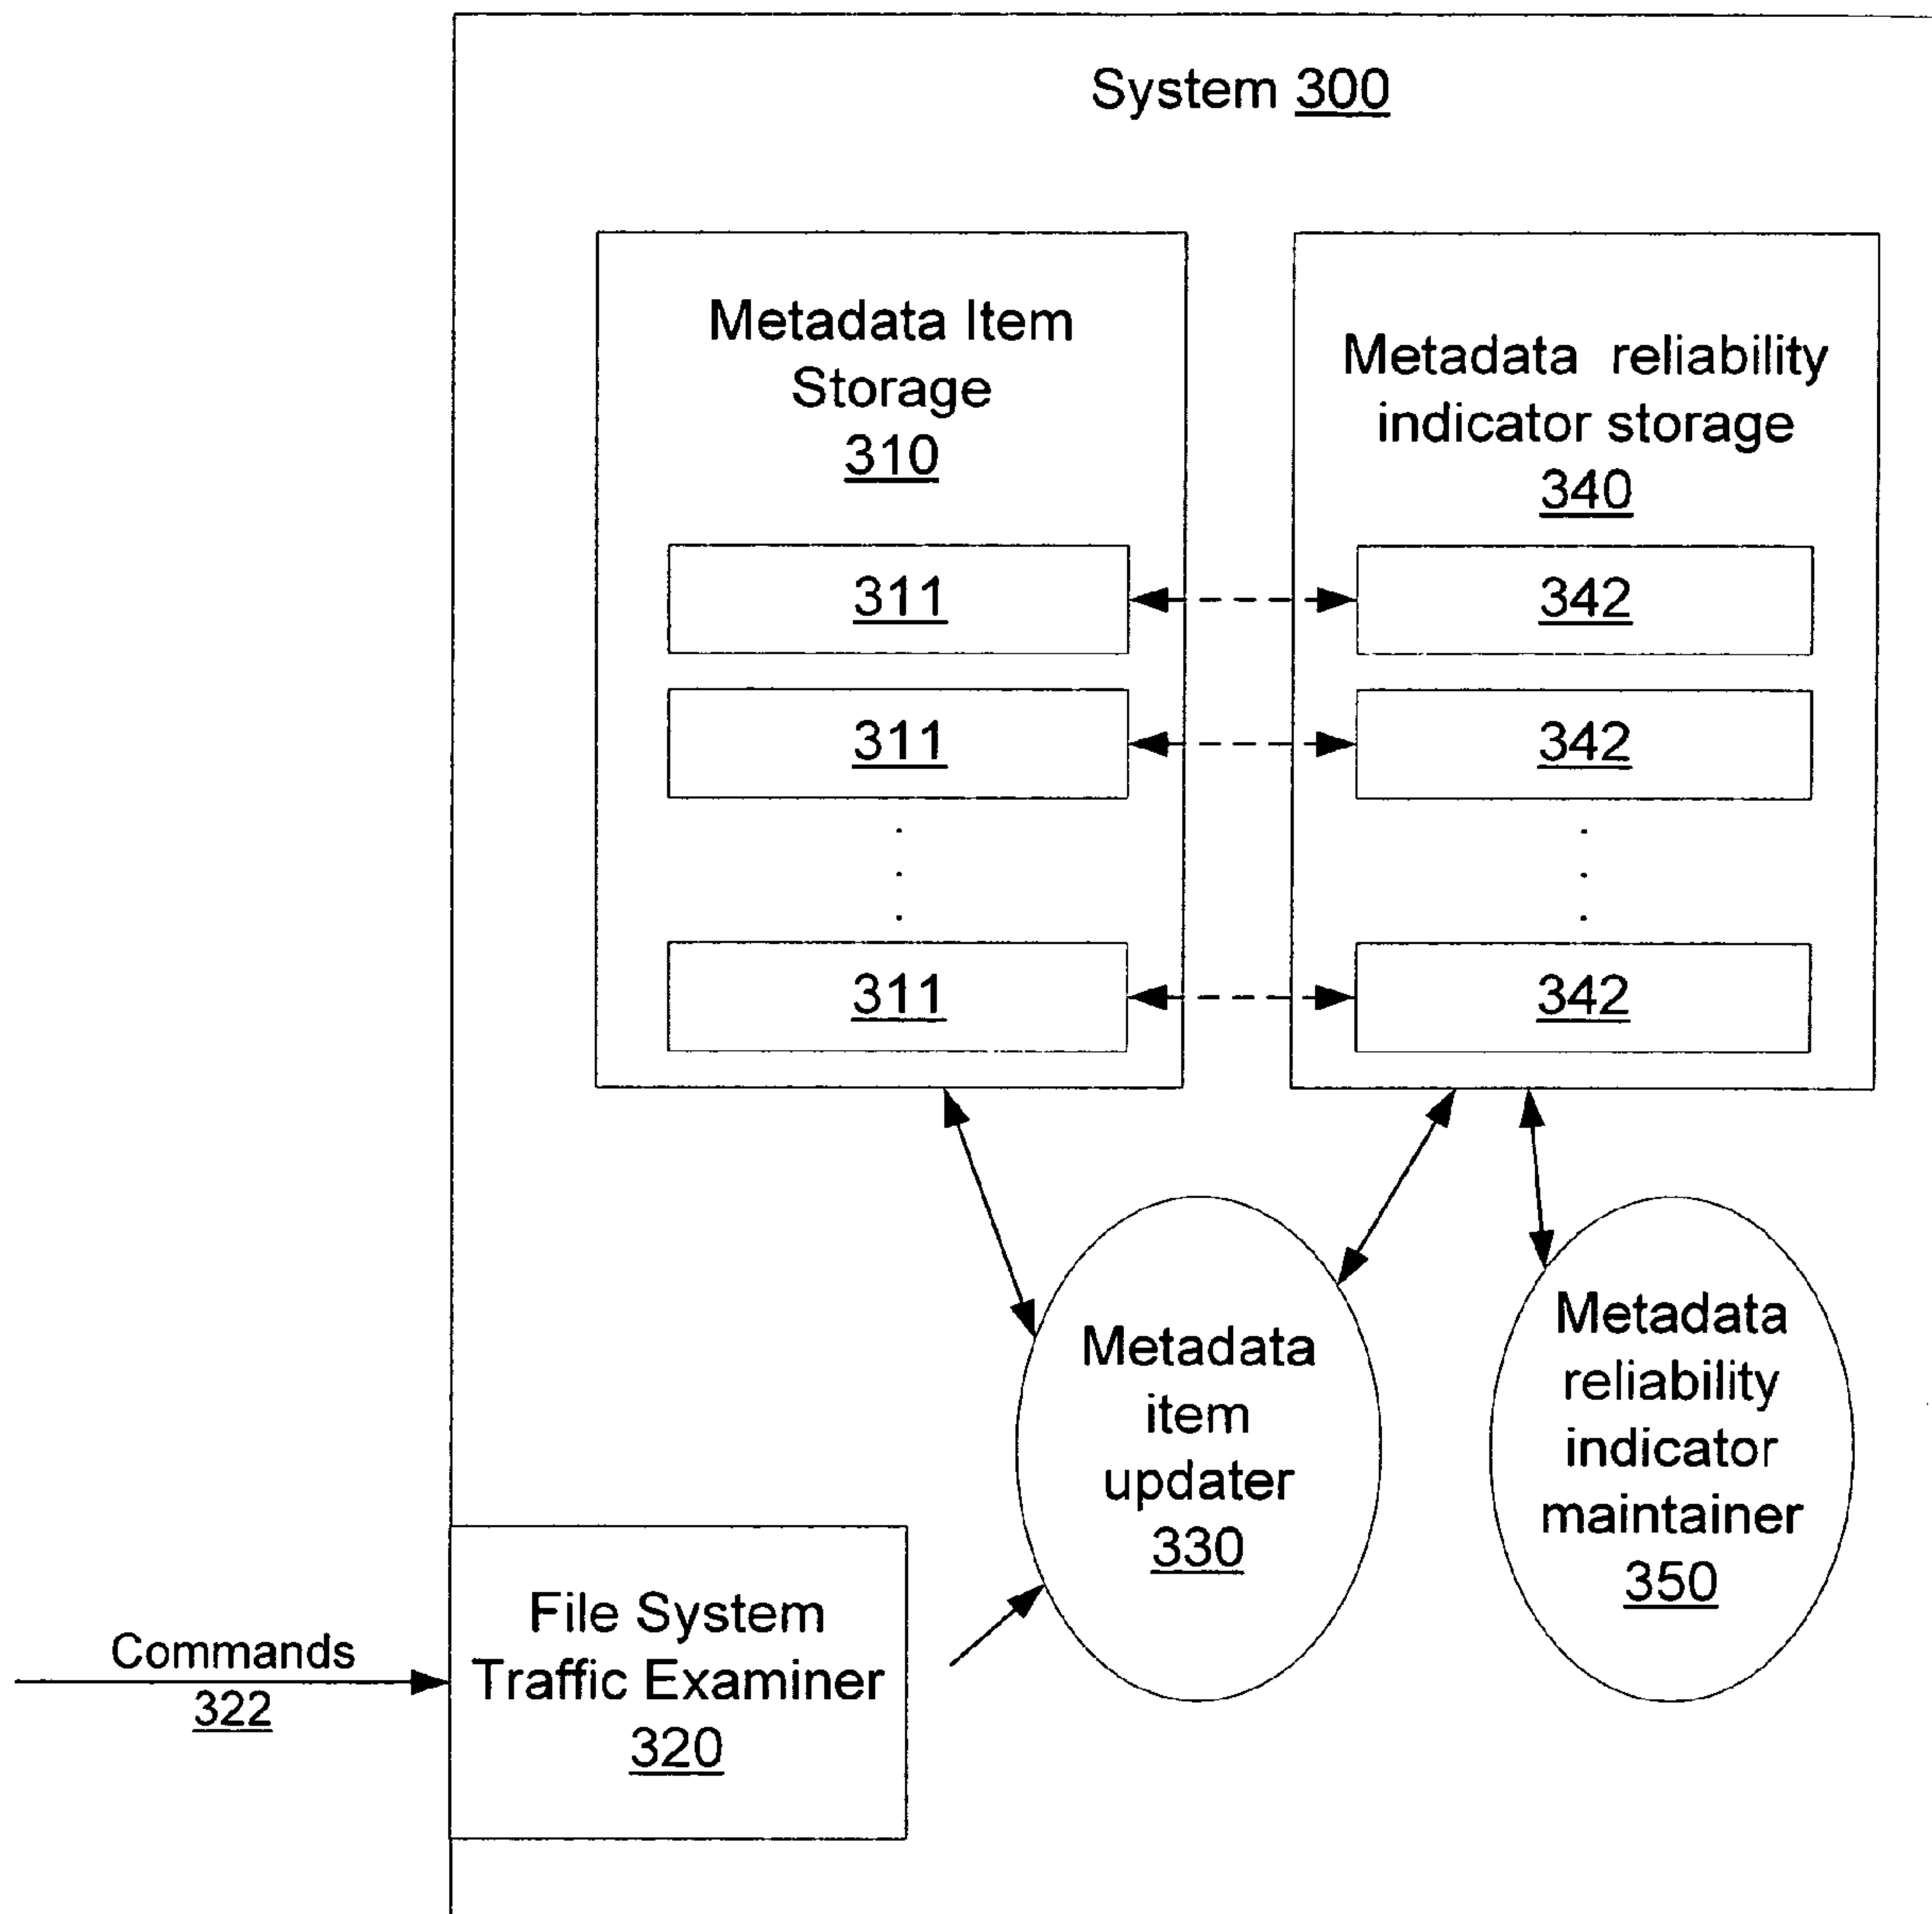 System 300
Metadata Item
Storage
310
311
311
311
Metadata reliability
indicator storage
340
342
342
342
Metadata
item
updater
330
Metadata
reliability
indicator
maintainer
350
File System
Traffic Examiner
320
Commands
322